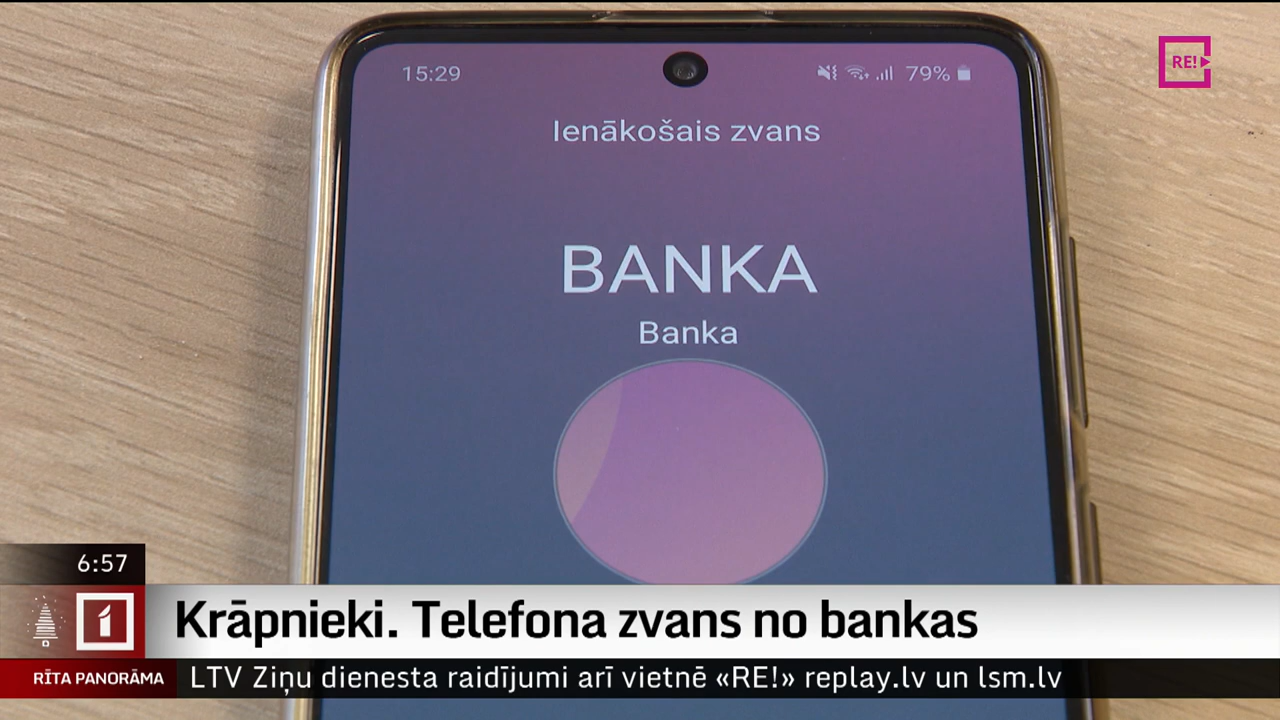 15:29
79%
RE!
Ienākošais zvans
BANKA
Banka
6:57
1
Krāpnieki. Telefona zvans no bankas
RĪTA PANORĀMA
LTV Ziņu dienesta raidījumi arī vietnē «RE!» replay.lv un lsm.lv